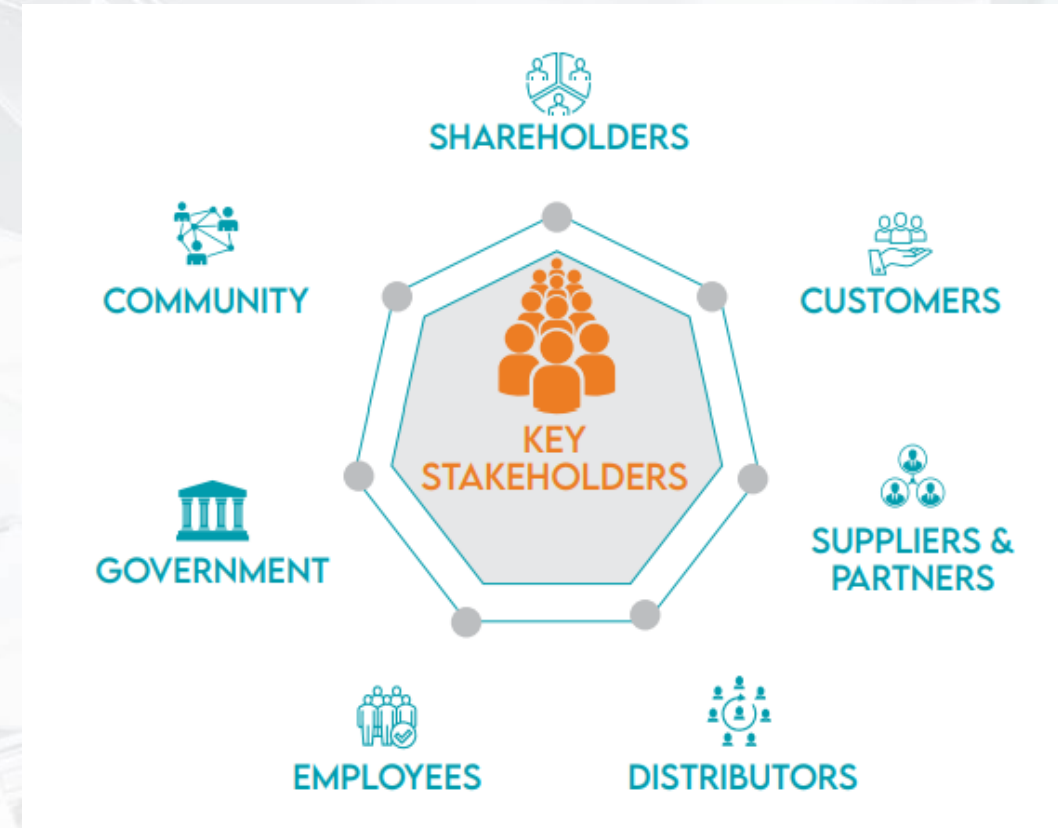 SHAREHOLDERS
COMMUNITY
CUSTOMERS
KEY
STAKEHOLDERS
SUPPLIERS &
PARTNERS
GOVERNMENT
EMPLOYEES
DISTRIBUTORS